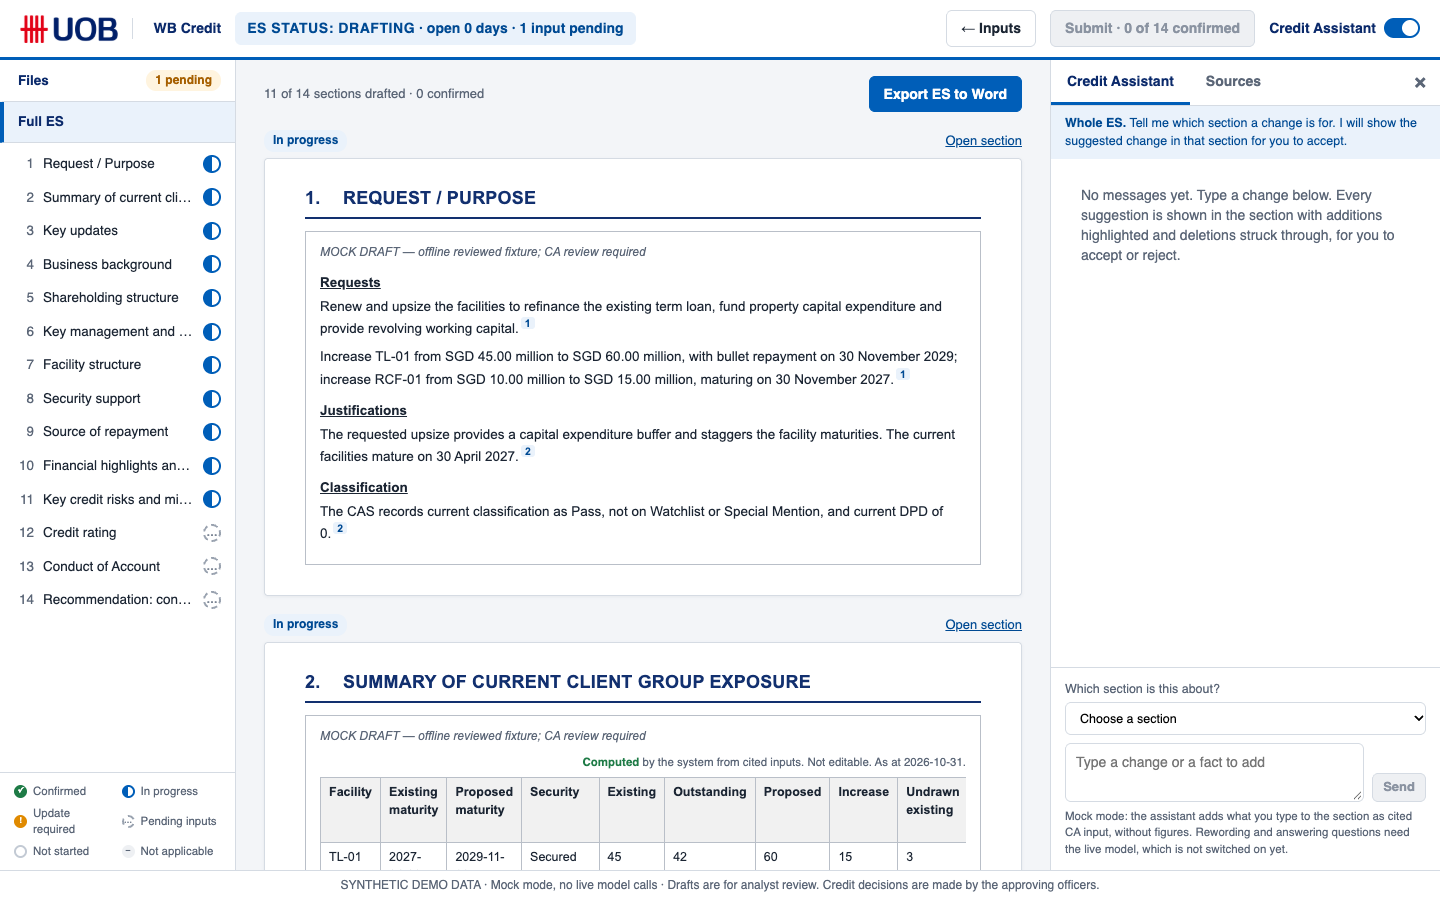 UOB
WB Credit
ES STATUS: DRAFTING · open 0 days · 1 input pending
← Inputs
Submit · 0 of 14 confirmed
Credit Assistant
Files
1 pending
Full ES
1 Request / Purpose
2 Summary of current cli...
3 Key updates
4 Business background
5 Shareholding structure
6 Key management and ...
7 Facility structure
8 Security support
9 Source of repayment
10 Financial highlights an...
11 Key credit risks and mi...
12 Credit rating
13 Conduct of Account
14 Recommendation: con...
Confirmed
In progress
Update required
Pending inputs
Not started
Not applicable
11 of 14 sections drafted · 0 confirmed
Export ES to Word
In progress
Open section
1. REQUEST / PURPOSE
MOCK DRAFT — offline reviewed fixture; CA review required
Requests
Renew and upsize the facilities to refinance the existing term loan, fund property capital expenditure and
provide revolving working capital. 1
Increase TL-01 from SGD 45.00 million to SGD 60.00 million, with bullet repayment on 30 November 2029;
increase RCF-01 from SGD 10.00 million to SGD 15.00 million, maturing on 30 November 2027. 1
Justifications
The requested upsize provides a capital expenditure buffer and staggers the facility maturities. The current
facilities mature on 30 April 2027. 2
Classification
The CAS records current classification as Pass, not on Watchlist or Special Mention, and current DPD of
0. 2
In progress
Open section
2. SUMMARY OF CURRENT CLIENT GROUP EXPOSURE
MOCK DRAFT — offline reviewed fixture; CA review required
Computed by the system from cited inputs. Not editable. As at 2026-10-31.
Facility Existing maturity Proposed maturity Security Existing Outstanding Proposed Increase Undrawn existing
TL-01 2027- 2029-11- Secured 45 42 60 15 3
Credit Assistant
Sources
×
Whole ES. Tell me which section a change is for. I will show the
suggested change in that section for you to accept.
No messages yet. Type a change below. Every
suggestion is shown in the section with additions
highlighted and deletions struck through, for you to
accept or reject.
Which section is this about?
Choose a section
Type a change or a fact to add
Send
Mock mode: the assistant adds what you type to the section as cited
CA input, without figures. Rewording and answering questions need
the live model, which is not switched on yet.
SYNTHETIC DEMO DATA · Mock mode, no live model calls · Drafts are for analyst review. Credit decisions are made by the approving officers.